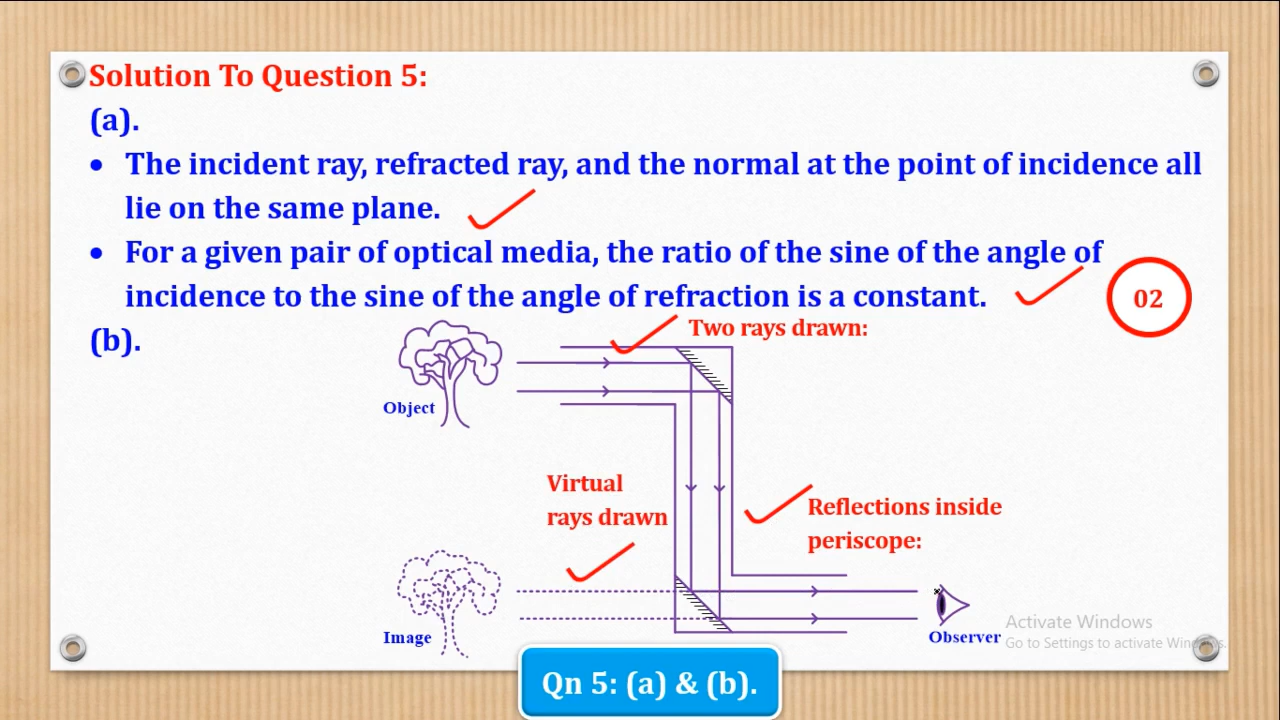 Solution To Question 5:
(a).
• The incident ray, refracted ray, and the normal at the point of incidence all
lie on the same plane.
• For a given pair of optical media, the ratio of the sine of the angle of
incidence to the sine of the angle of refraction is a constant.
02
(b).
Two rays drawn:
Object
Virtual
rays drawn
Reflections inside
periscope:
Image
Observer
Activate Windows
Go to Settings to activate Windows.
Qn 5: (a) & (b).